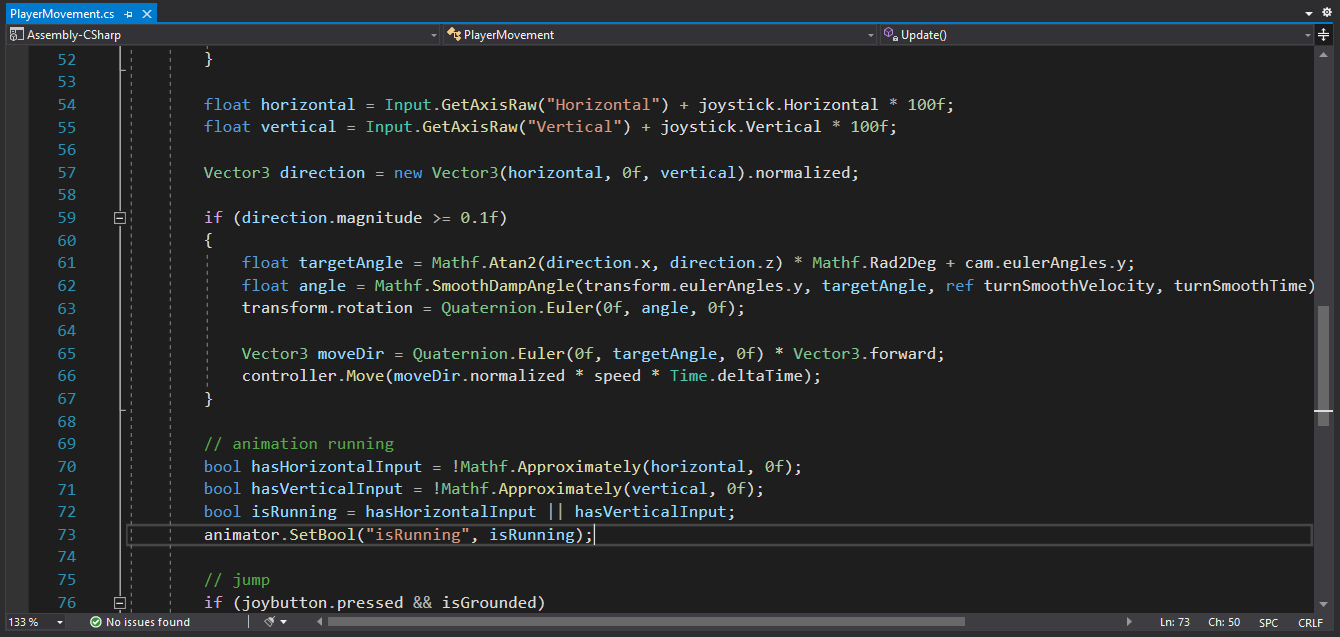 PlayerMovement.cs
Assembly-CSharp PlayerMovement Update()
52 }
53
54 float horizontal = Input.GetAxisRaw("Horizontal") + joystick.Horizontal * 100f;
55 float vertical = Input.GetAxisRaw("Vertical") + joystick.Vertical * 100f;
56
57 Vector3 direction = new Vector3(horizontal, 0f, vertical).normalized;
58
59 if (direction.magnitude >= 0.1f)
60 {
61 float targetAngle = Mathf.Atan2(direction.x, direction.z) * Mathf.Rad2Deg + cam.eulerAngles.y;
62 float angle = Mathf.SmoothDampAngle(transform.eulerAngles.y, targetAngle, ref turnSmoothVelocity, turnSmoothTime)
63 transform.rotation = Quaternion.Euler(0f, angle, 0f);
64
65 Vector3 moveDir = Quaternion.Euler(0f, targetAngle, 0f) * Vector3.forward;
66 controller.Move(moveDir.normalized * speed * Time.deltaTime);
67 }
68
69 // animation running
70 bool hasHorizontalInput = !Mathf.Approximately(horizontal, 0f);
71 bool hasVerticalInput = !Mathf.Approximately(vertical, 0f);
72 bool isRunning = hasHorizontalInput || hasVerticalInput;
73 animator.SetBool("isRunning", isRunning);
74
75 // jump
76 if (joybutton.pressed && isGrounded)
133 % No issues found Ln: 73 Ch: 50 SPC CRLF